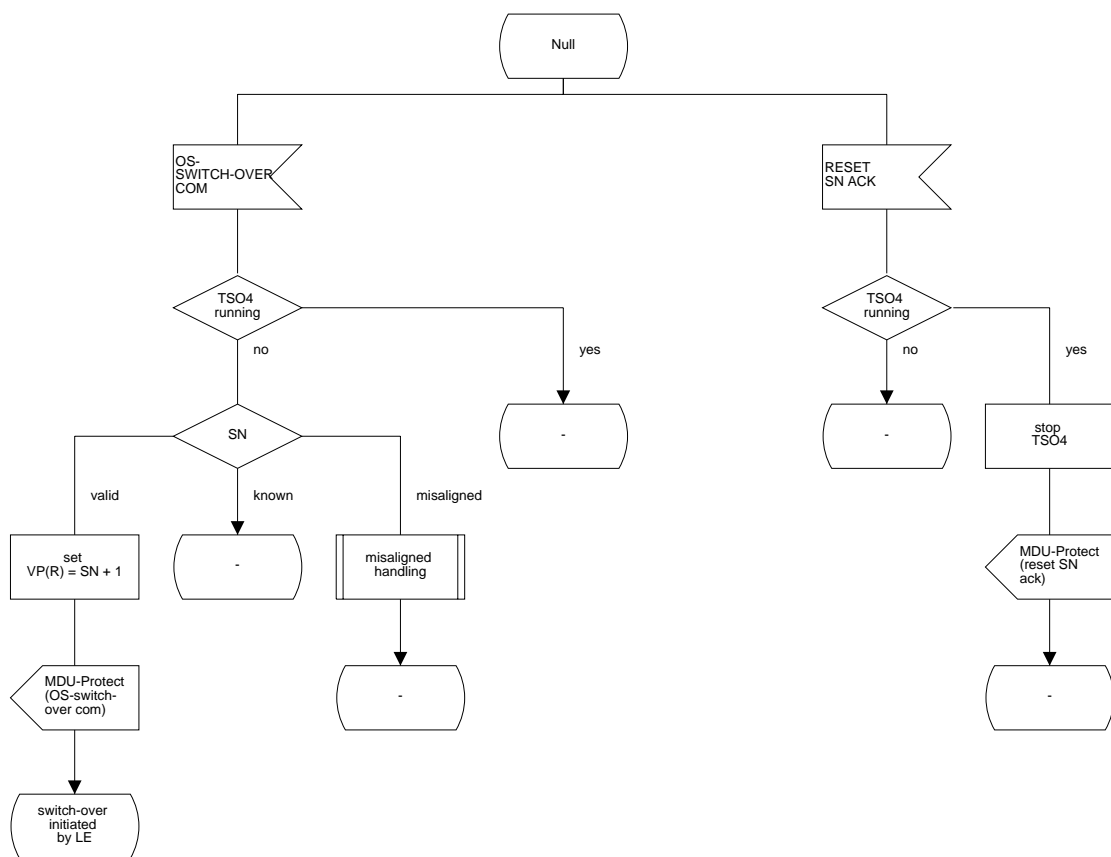 Null
OS-
SWITCH-OVER
COM
RESET
SN ACK
TSO4
running
TSO4
running
no
yes
no
yes
SN
-
-
stop
TSO4
valid
known
misaligned
set
VP(R) = SN + 1
-
misaligned
handling
MDU-Protect
(reset SN
ack)
MDU-Protect
(OS-switch-
over com)
-
-
switch-over
initiated
by LE